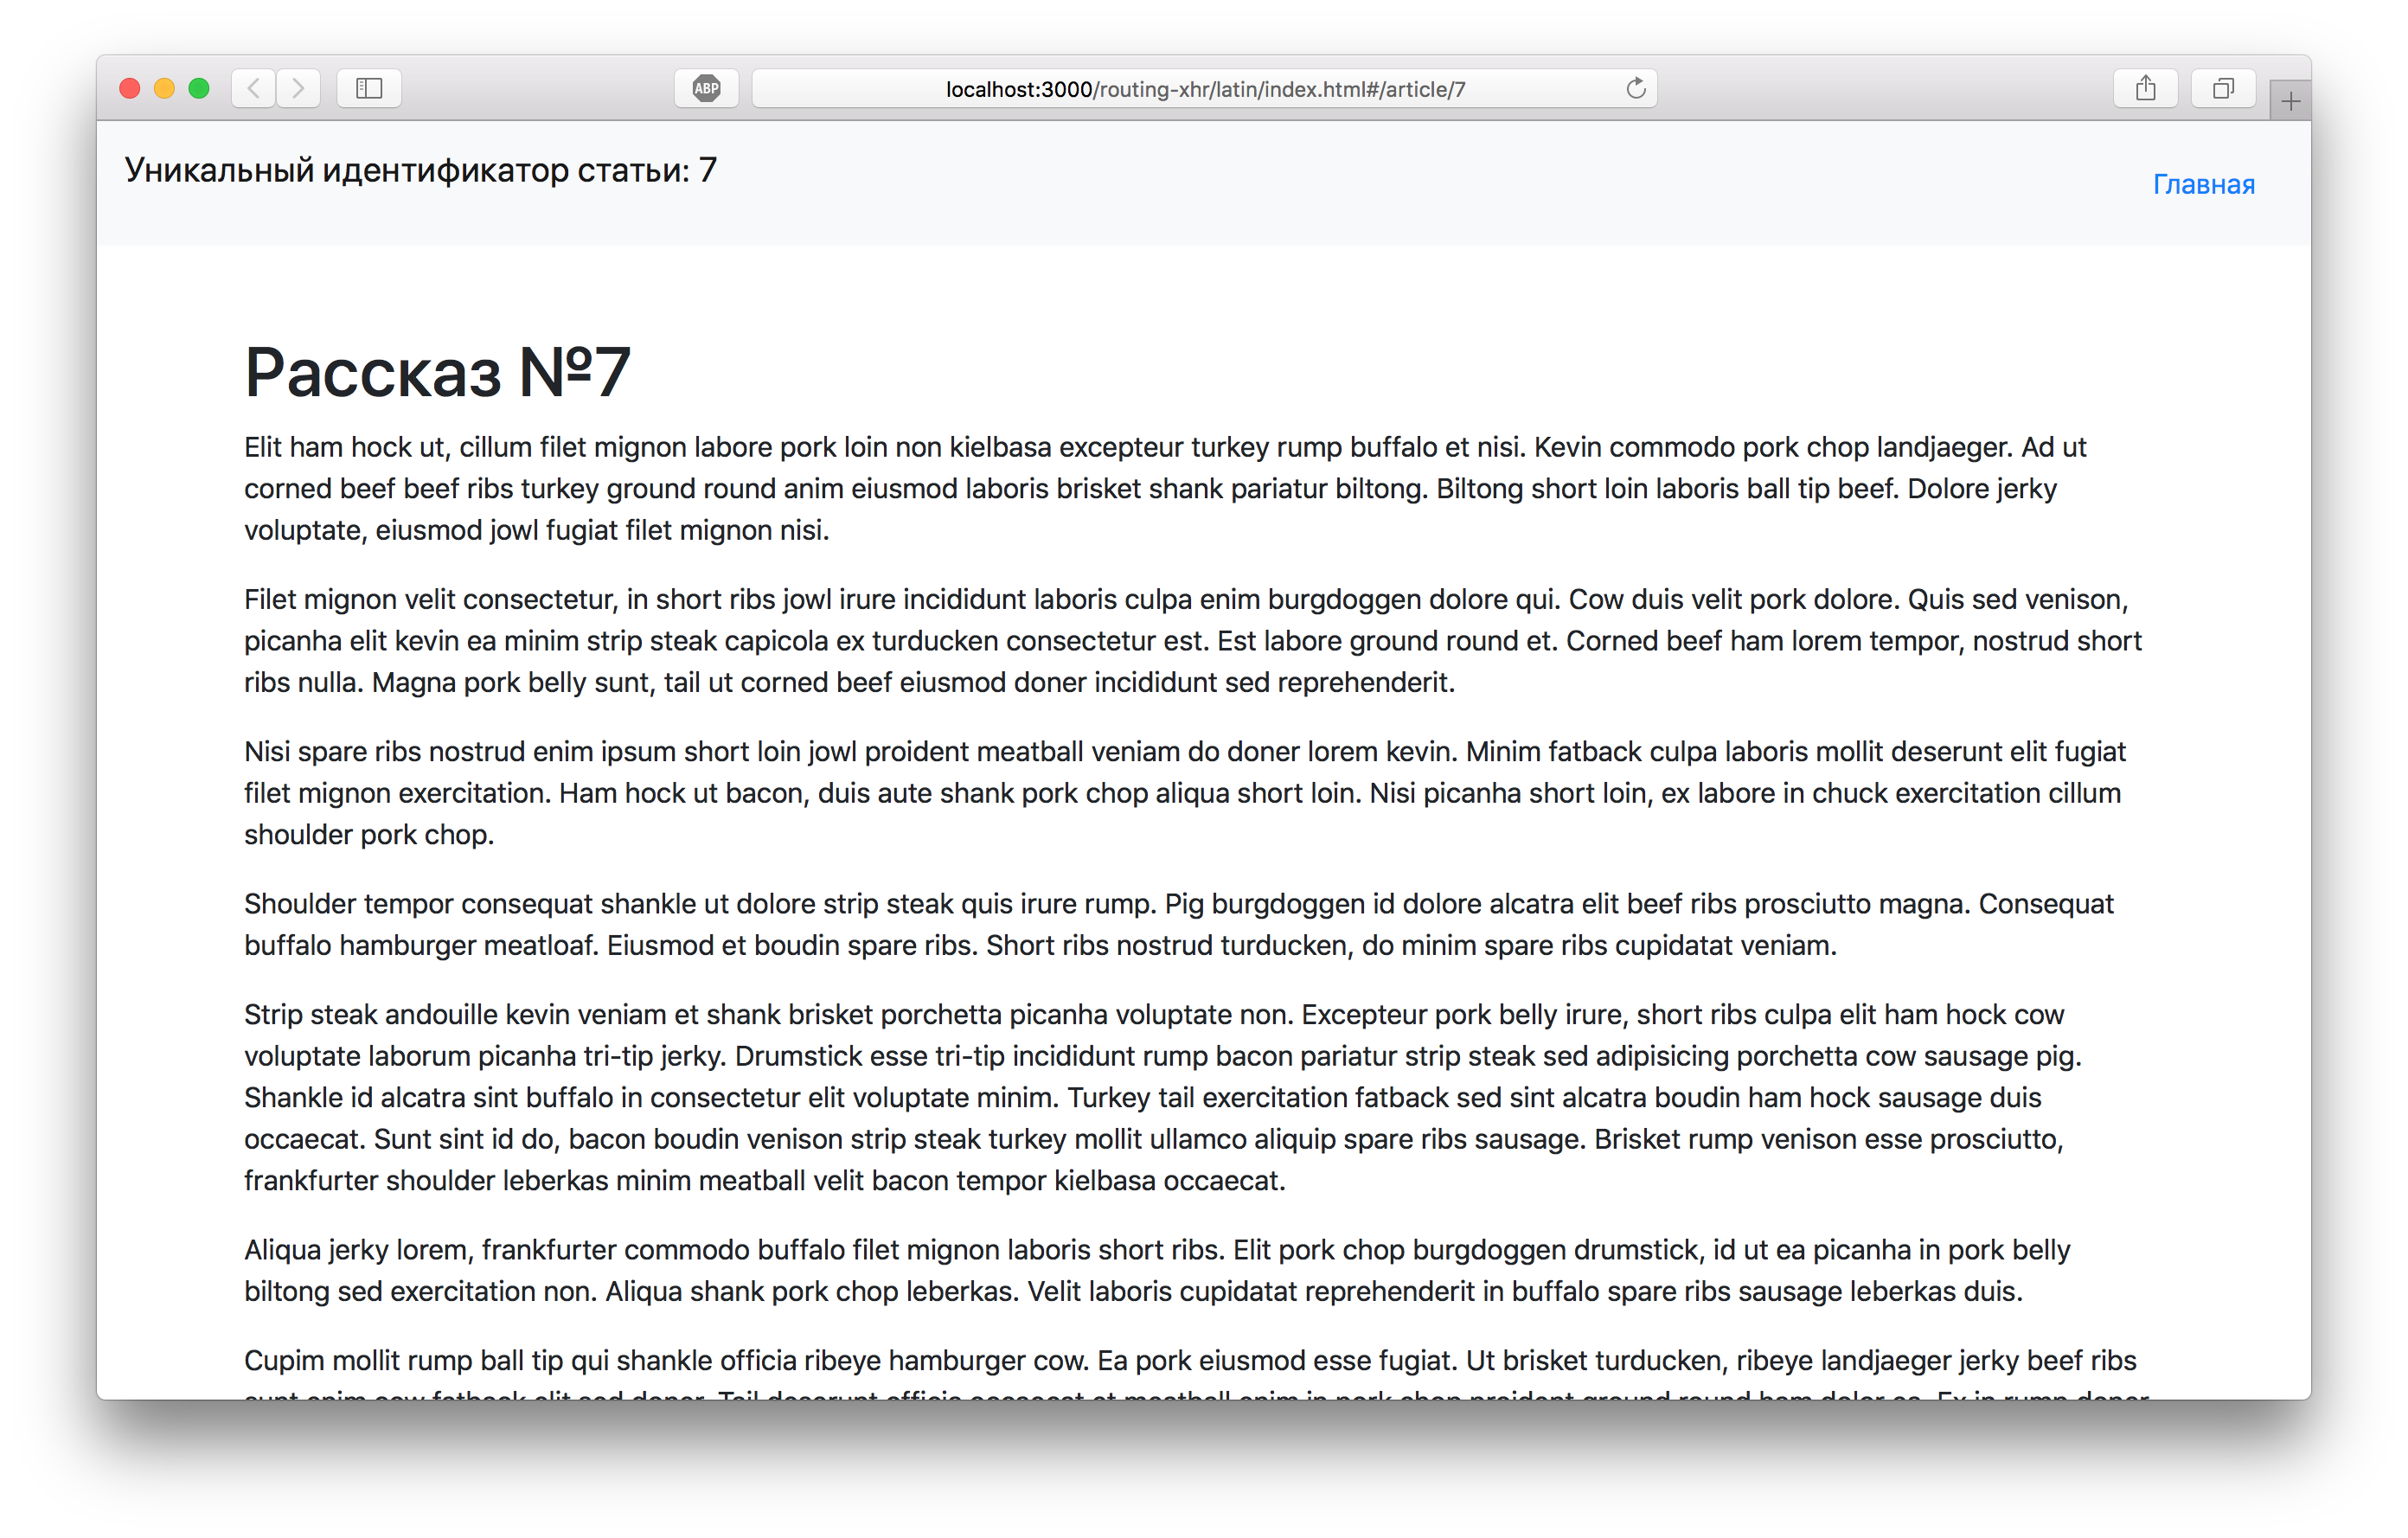 ABP
localhost:3000/routing-xhr/latin/index.html#/article/7
Уникальный идентификатор статьи: 7
Главная
Рассказ №7
Elit ham hock ut, cillum filet mignon labore pork loin non kielbasa excepteur turkey rump buffalo et nisi. Kevin commodo pork chop landjaeger. Ad ut
corned beef beef ribs turkey ground round anim eiusmod laboris brisket shank pariatur biltong. Biltong short loin laboris ball tip beef. Dolore jerky
voluptate, eiusmod jowl fugiat filet mignon nisi.
Filet mignon velit consectetur, in short ribs jowl irure incididunt laboris culpa enim burgdoggen dolore qui. Cow duis velit pork dolore. Quis sed venison,
picanha elit kevin ea minim strip steak capicola ex turducken consectetur est. Est labore ground round et. Corned beef ham lorem tempor, nostrud short
ribs nulla. Magna pork belly sunt, tail ut corned beef eiusmod doner incididunt sed reprehenderit.
Nisi spare ribs nostrud enim ipsum short loin jowl proident meatball veniam do doner lorem kevin. Minim fatback culpa laboris mollit deserunt elit fugiat
filet mignon exercitation. Ham hock ut bacon, duis aute shank pork chop aliqua short loin. Nisi picanha short loin, ex labore in chuck exercitation cillum
shoulder pork chop.
Shoulder tempor consequat shankle ut dolore strip steak quis irure rump. Pig burgdoggen id dolore alcatra elit beef ribs prosciutto magna. Consequat
buffalo hamburger meatloaf. Eiusmod et boudin spare ribs. Short ribs nostrud turducken, do minim spare ribs cupidatat veniam.
Strip steak andouille kevin veniam et shank brisket porchetta picanha voluptate non. Excepteur pork belly irure, short ribs culpa elit ham hock cow
voluptate laborum picanha tri-tip jerky. Drumstick esse tri-tip incididunt rump bacon pariatur strip steak sed adipisicing porchetta cow sausage pig.
Shankle id alcatra sint buffalo in consectetur elit voluptate minim. Turkey tail exercitation fatback sed sint alcatra boudin ham hock sausage duis
occaecat. Sunt sint id do, bacon boudin venison strip steak turkey mollit ullamco aliquip spare ribs sausage. Brisket rump venison esse prosciutto,
frankfurter shoulder leberkas minim meatball velit bacon tempor kielbasa occaecat.
Aliqua jerky lorem, frankfurter commodo buffalo filet mignon laboris short ribs. Elit pork chop burgdoggen drumstick, id ut ea picanha in pork belly
biltong sed exercitation non. Aliqua shank pork chop leberkas. Velit laboris cupidatat reprehenderit in buffalo spare ribs sausage leberkas duis.
Cupim mollit rump ball tip qui shankle officia ribeye hamburger cow. Ea pork eiusmod esse fugiat. Ut brisket turducken, ribeye landjaeger jerky beef ribs